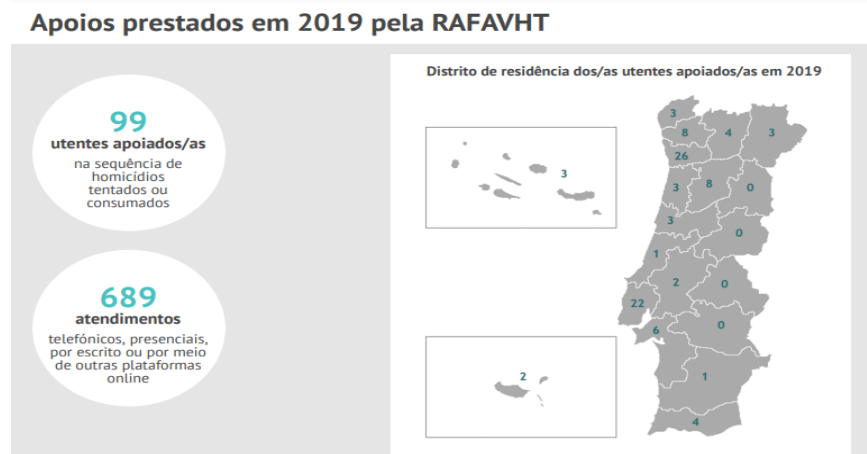 Apoios prestados em 2019 pela RAFAVHT
99
utentes apoiados/as
na sequência de
homicídios
tentados ou
consumados
689
atendimentos
telefónicos, presenciais,
por escrito ou por meio
de outras plataformas
online
Distrito de residência dos/as utentes apoiados/as em 2019
3
8
4
3
26
3
3
8
0
3
0
1
2
0
22
6
0
2
1
4